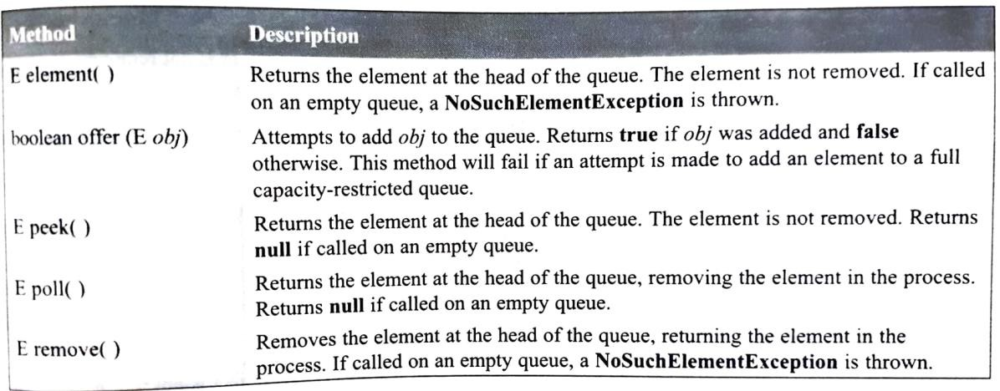 Method Description
E element( ) Returns the element at the head of the queue. The element is not removed. If called
on an empty queue, a NoSuchElementException is thrown.
boolean offer (E obj) Attempts to add obj to the queue. Returns true if obj was added and false
otherwise. This method will fail if an attempt is made to add an element to a full
capacity-restricted queue.
E peek( ) Returns the element at the head of the queue. The element is not removed. Returns
null if called on an empty queue.
E poll( ) Returns the element at the head of the queue, removing the element in the process.
Returns null if called on an empty queue.
E remove( ) Removes the element at the head of the queue, returning the element in the
process. If called on an empty queue, a NoSuchElementException is thrown.